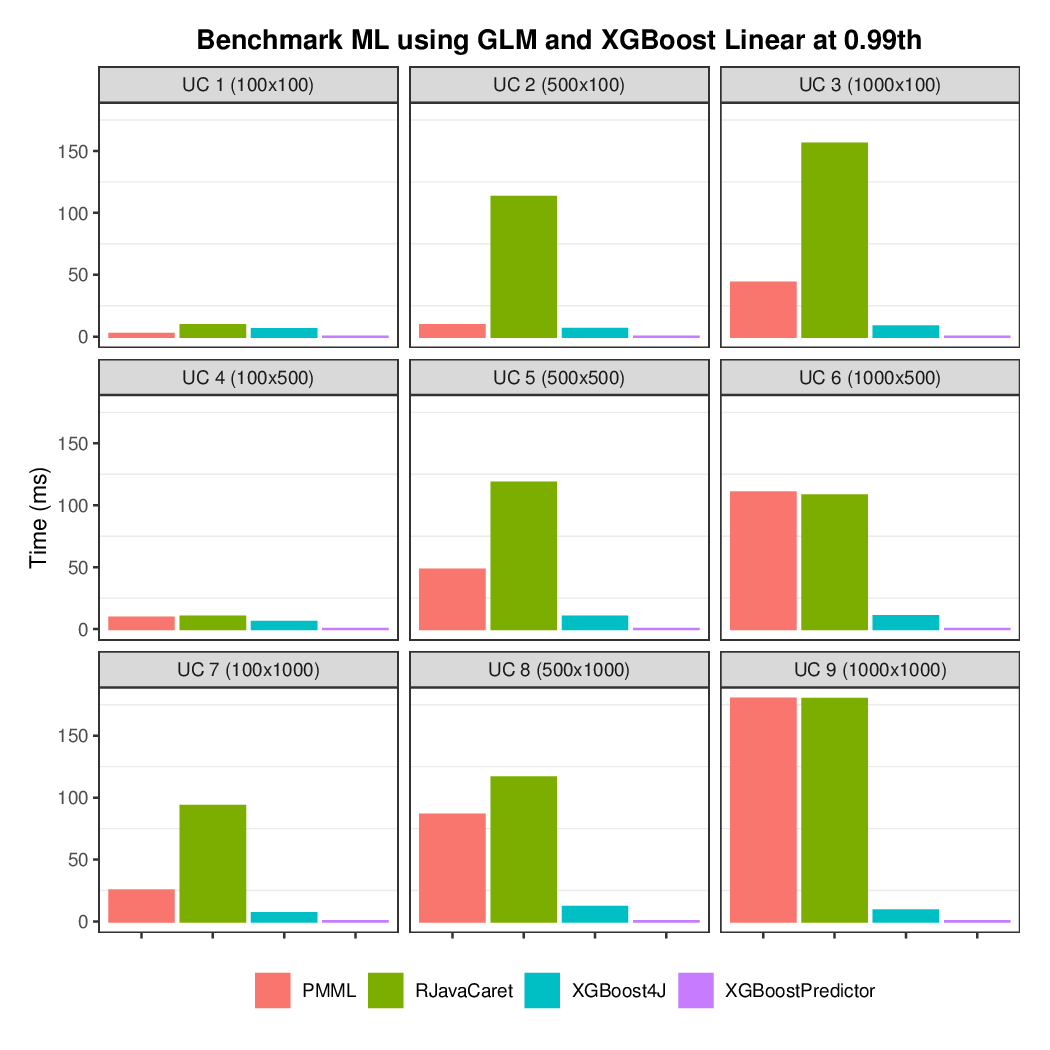 Benchmark ML using GLM and XGBoost Linear at 0.99th
UC 1 (100x100)
UC 2 (500x100)
UC 3 (1000x100)
150
100
50
0
UC 4 (100x500)
UC 5 (500x500)
UC 6 (1000x500)
Time (ms)
150
100
50
0
UC 7 (100x1000)
UC 8 (500x1000)
UC 9 (1000x1000)
150
100
50
0
PMML
RJavaCaret
XGBoost4J
XGBoostPredictor